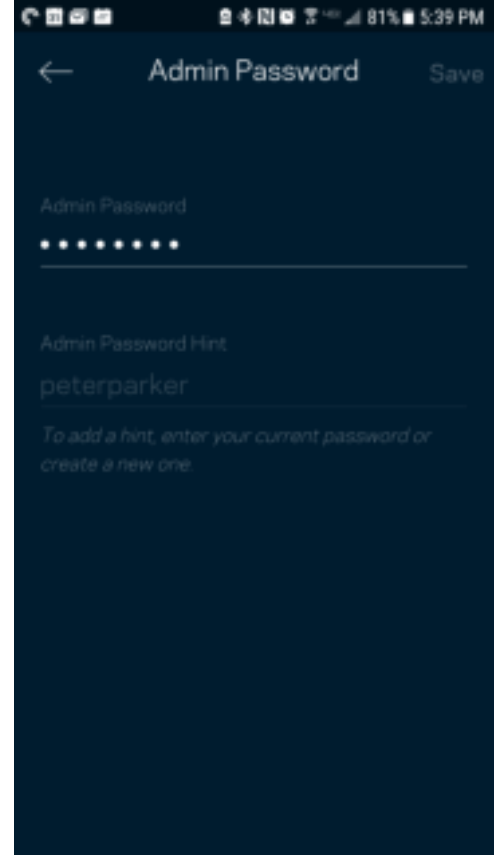 81% 5:39 PM
Admin Password Save
Admin Password
••••••••
Admin Password Hint
peterparker
To add a hint, enter your current password or
create a new one.